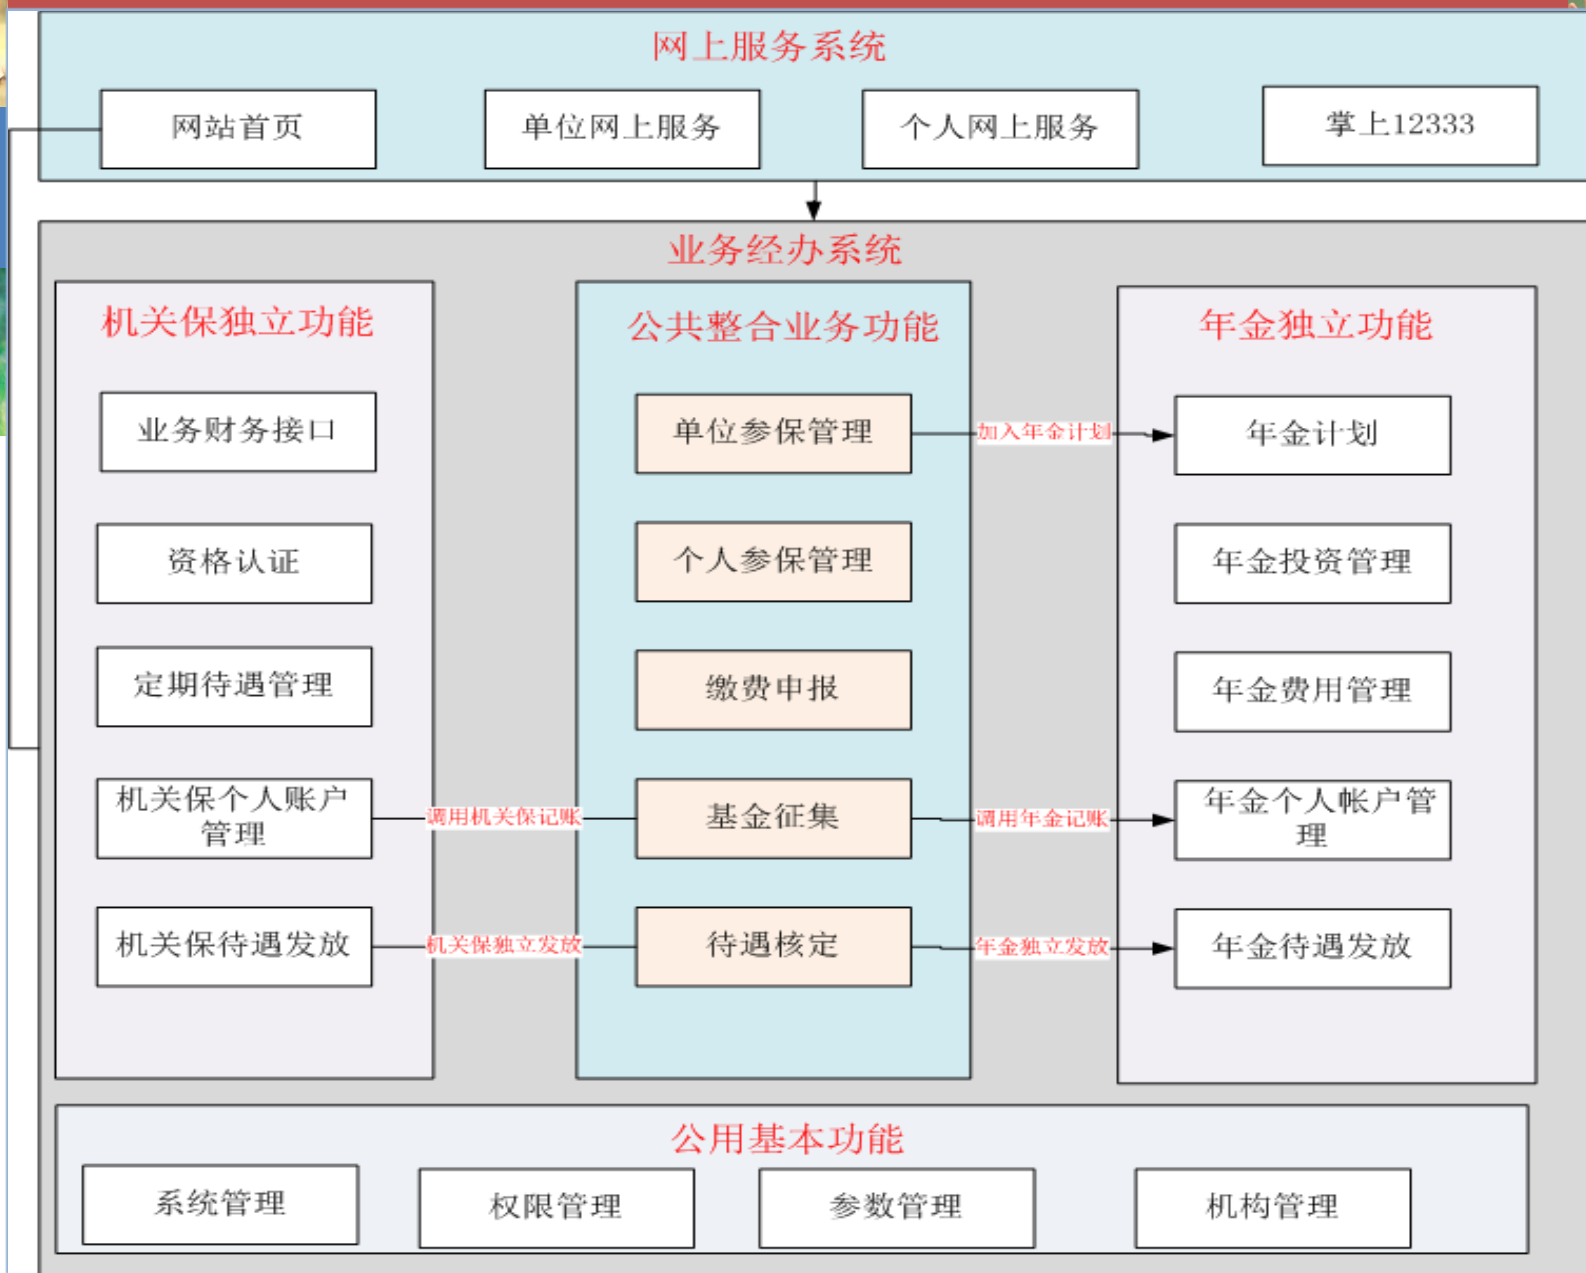 网上服务系统
网站首页
单位网上服务
个人网上服务
掌上12333
业务经办系统
机关保独立功能
业务财务接口
资格认证
定期待遇管理
机关保个人账户
管理
机关保待遇发放
调用机关保记账
机关保独立发放
公共整合业务功能
单位参保管理
个人参保管理
缴费申报
基金征集
待遇核定
加入年金计划
调用年金记账
年金独立发放
年金独立功能
年金计划
年金投资管理
年金费用管理
年金个人帐户管
理
年金待遇发放
公用基本功能
系统管理
权限管理
参数管理
机构管理